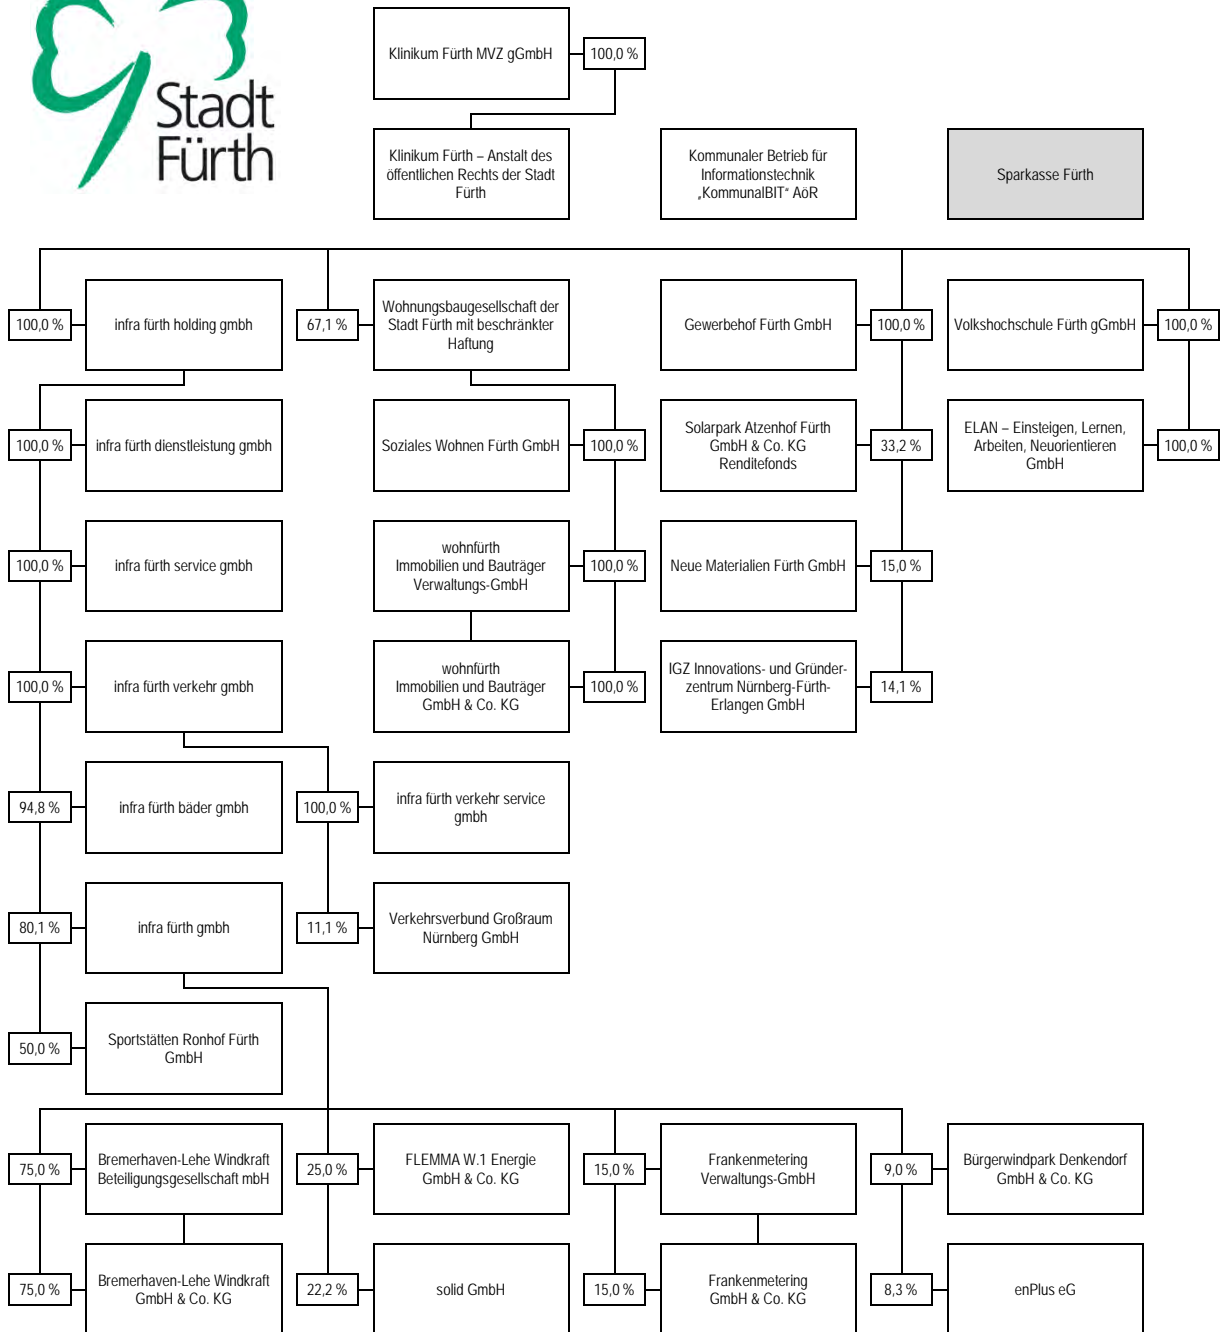 Stadt
Fürth
Klinikum Fürth MVZ gGmbH
100,0 %
Klinikum Fürth – Anstalt des
öffentlichen Rechts der Stadt
Fürth
Kommunaler Betrieb für
Informationstechnik
„KommunalBIT“ AöR
Sparkasse Fürth
100,0 %
infra fürth holding gmbh
67,1 %
Wohnungsbaugesellschaft der
Stadt Fürth mit beschränkter
Haftung
Gewerbehof Fürth GmbH
100,0 %
Volkshochschule Fürth gGmbH
100,0 %
100,0 %
infra fürth dienstleistung gmbh
Soziales Wohnen Fürth GmbH
100,0 %
Solarpark Atzenhof Fürth
GmbH & Co. KG
Renditefonds
33,2 %
ELAN – Einsteigen, Lernen,
Arbeiten, Neuorientieren
GmbH
100,0 %
100,0 %
infra fürth service gmbh
wohnfürth
Immobilien und Bauträger
Verwaltungs-GmbH
100,0 %
Neue Materialien Fürth GmbH
15,0 %
100,0 %
infra fürth verkehr gmbh
wohnfürth
Immobilien und Bauträger
GmbH & Co. KG
100,0 %
IGZ Innovations- und Gründer-
zentrum Nürnberg-Fürth-
Erlangen GmbH
14,1 %
94,8 %
infra fürth bäder gmbh
100,0 %
infra fürth verkehr service
gmbh
80,1 %
infra fürth gmbh
11,1 %
Verkehrsverbund Großraum
Nürnberg GmbH
50,0 %
Sportstätten Ronhof Fürth
GmbH
75,0 %
Bremerhaven-Lehe Windkraft
Beteiligungsgesellschaft mbH
25,0 %
FLEMMA W.1 Energie
GmbH & Co. KG
15,0 %
Frankenmetering
Verwaltungs-GmbH
9,0 %
Bürgerwindpark Denkendorf
GmbH & Co. KG
75,0 %
Bremerhaven-Lehe Windkraft
GmbH & Co. KG
22,2 %
solid GmbH
15,0 %
Frankenmetering
GmbH & Co. KG
8,3 %
enPlus eG